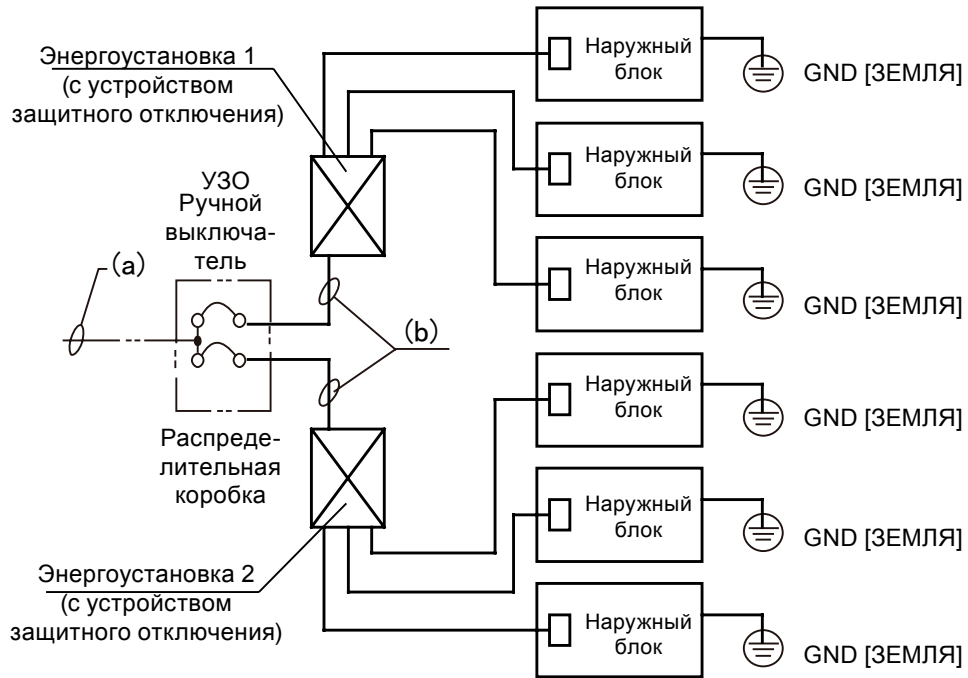 Энергоустановка 1
(с устройством
защитного отключения)
УЗО
Ручной
выключа-
тель
(a)
(b)
Распреде-
лительная
коробка
Энергоустановка 2
(с устройством
защитного отключения)
Наружный
блок
GND [ЗЕМЛЯ]
Наружный
блок
GND [ЗЕМЛЯ]
Наружный
блок
GND [ЗЕМЛЯ]
Наружный
блок
GND [ЗЕМЛЯ]
Наружный
блок
GND [ЗЕМЛЯ]
Наружный
блок
GND [ЗЕМЛЯ]